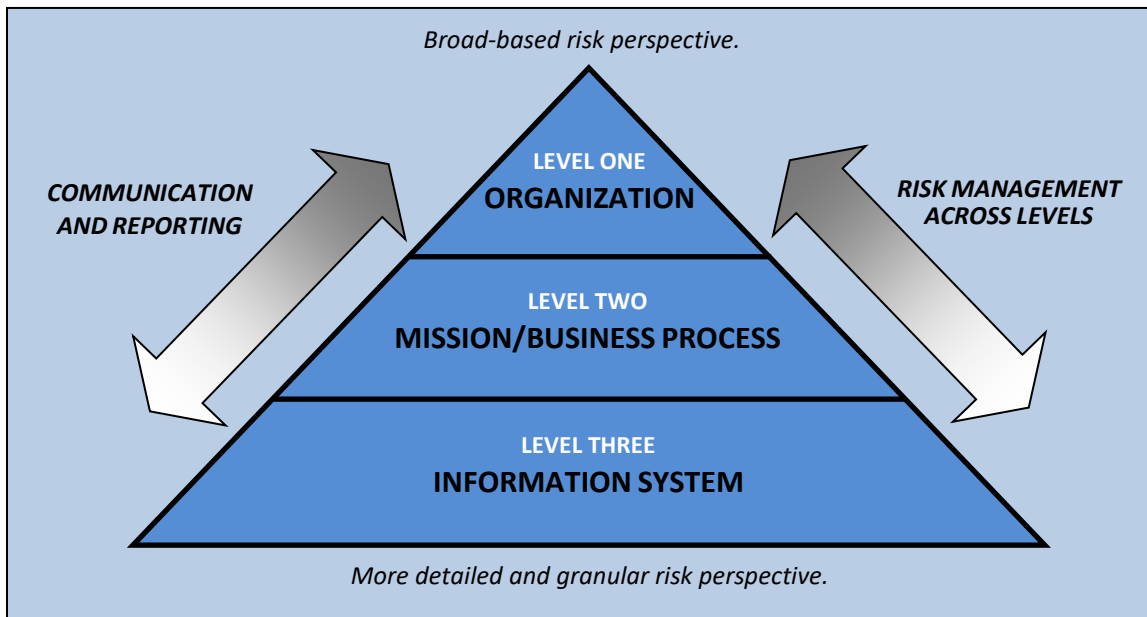 Broad-based risk perspective.
COMMUNICATION
AND REPORTING
LEVEL ONE
ORGANIZATION
RISK MANAGEMENT
ACROSS LEVELS
LEVEL TWO
MISSION/BUSINESS PROCESS
LEVEL THREE
INFORMATION SYSTEM
More detailed and granular risk perspective.